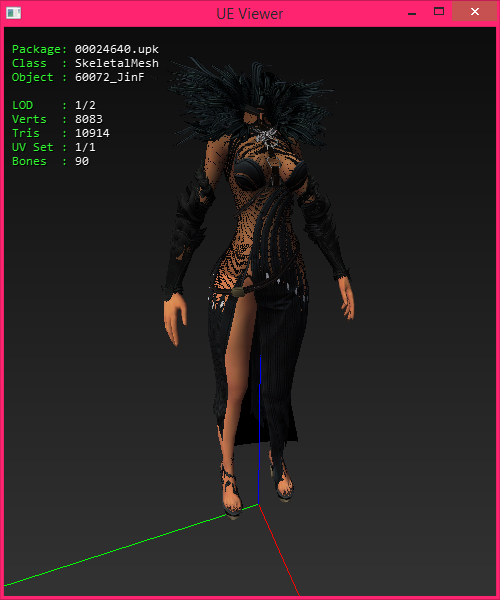 UE Viewer
Package: 00024640.upk
Class : SkeletalMesh
Object : 60072_JinF
LOD : 1/2
Verts : 8083
Tris : 10914
UV Set : 1/1
Bones : 90